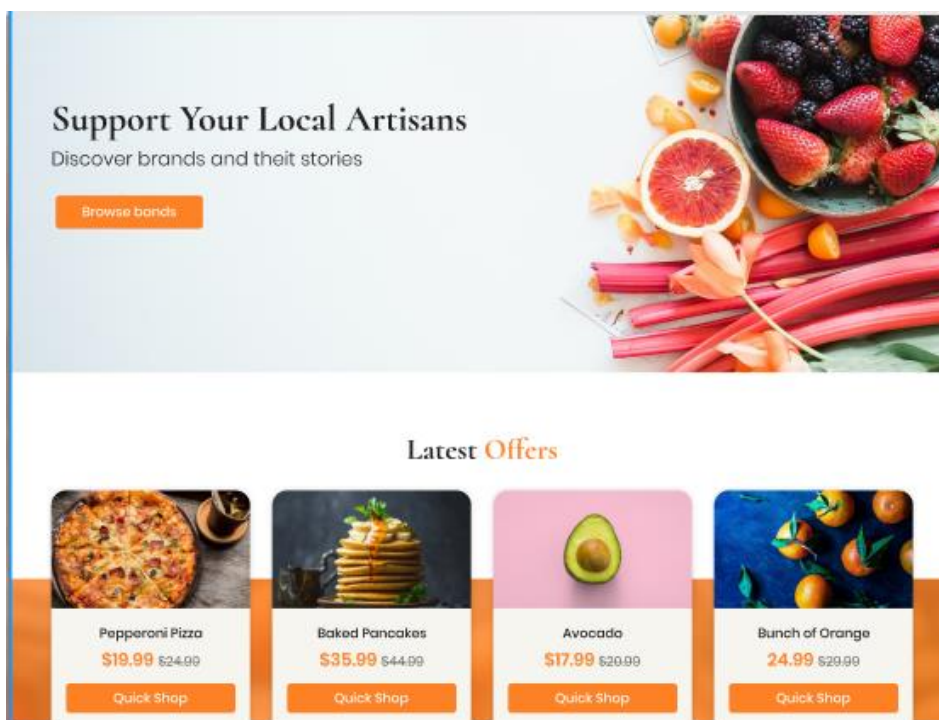 Support Your Local Artisans
Discover brands and theit stories
Browse bands
Latest Offers
Pepperoni Pizza
$19.99 $24.99
Quick Shop
Baked Pancakes
$35.99 $44.99
Quick Shop
Avocado
$17.99 $20.99
Quick Shop
Bunch of Orange
24.99 $29.99
Quick Shop